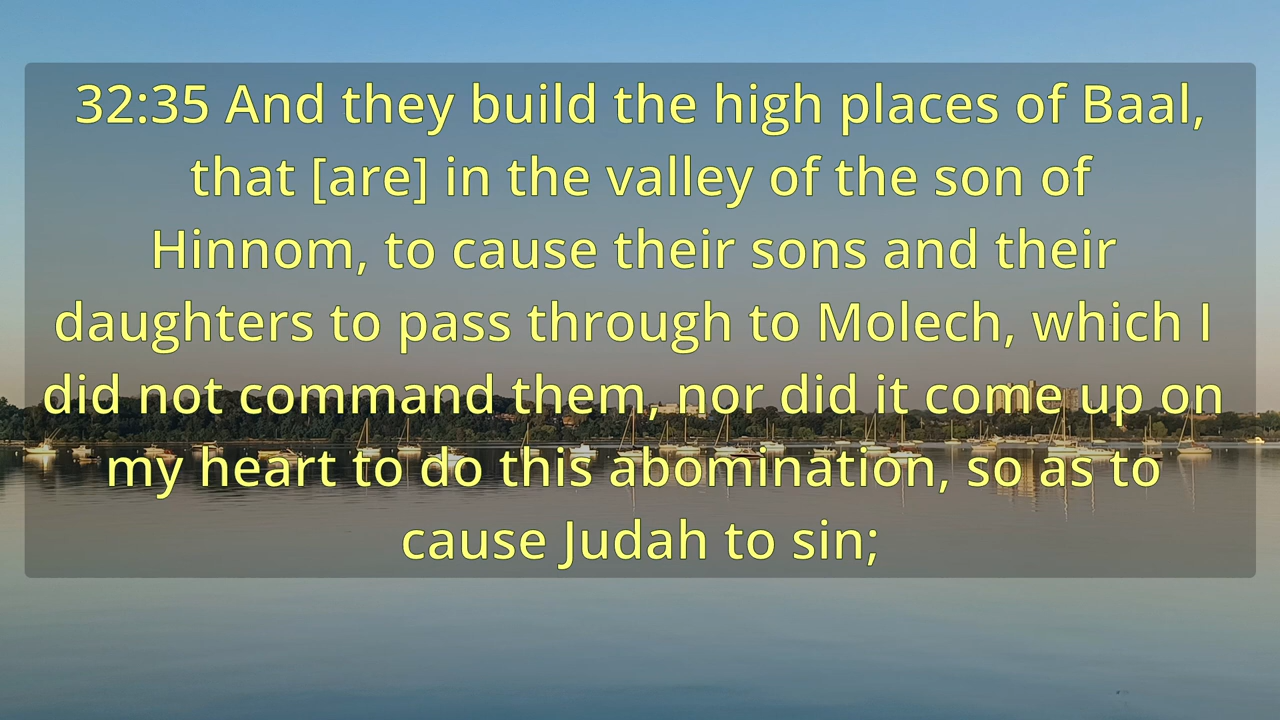 32:35 And they build the high places of Baal,
that [are] in the valley of the son of
Hinnom, to cause their sons and their
daughters to pass through to Molech, which I
did not command them, nor did it come up on
my heart to do this abomination, so as to
cause Judah to sin;